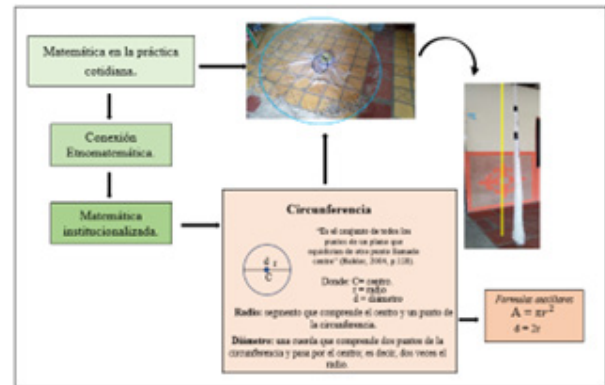 Matemática en la práctica
cotidiana.
Conexión
Etnomatemática.
Matemática
institucionalizada.
Circunferencia
"Es el conjunto de todos los
puntos de un plano que
equidistan de otro punto llamado
centro" (2004, p.128).
d r
C
Donde: C= centro.
r = radio
d = diámetro
Radio: segmento que comprende el centro y un punto de
la circunferencia.
Diámetro: una cuerda que comprende dos puntos de la
circunferencia y pasa por el centro; es decir, dos veces el
radio.
Formulas auxiliares
A = πr²
d = 2r